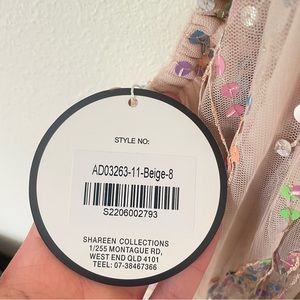 STYLE NO:
AD03263-11-Beige-8
S2206002793
SHAREEN COLLECTIONS
1/255 MONTAGUE RD,
WEST END QLD 4101
TEEL: 07-38467366